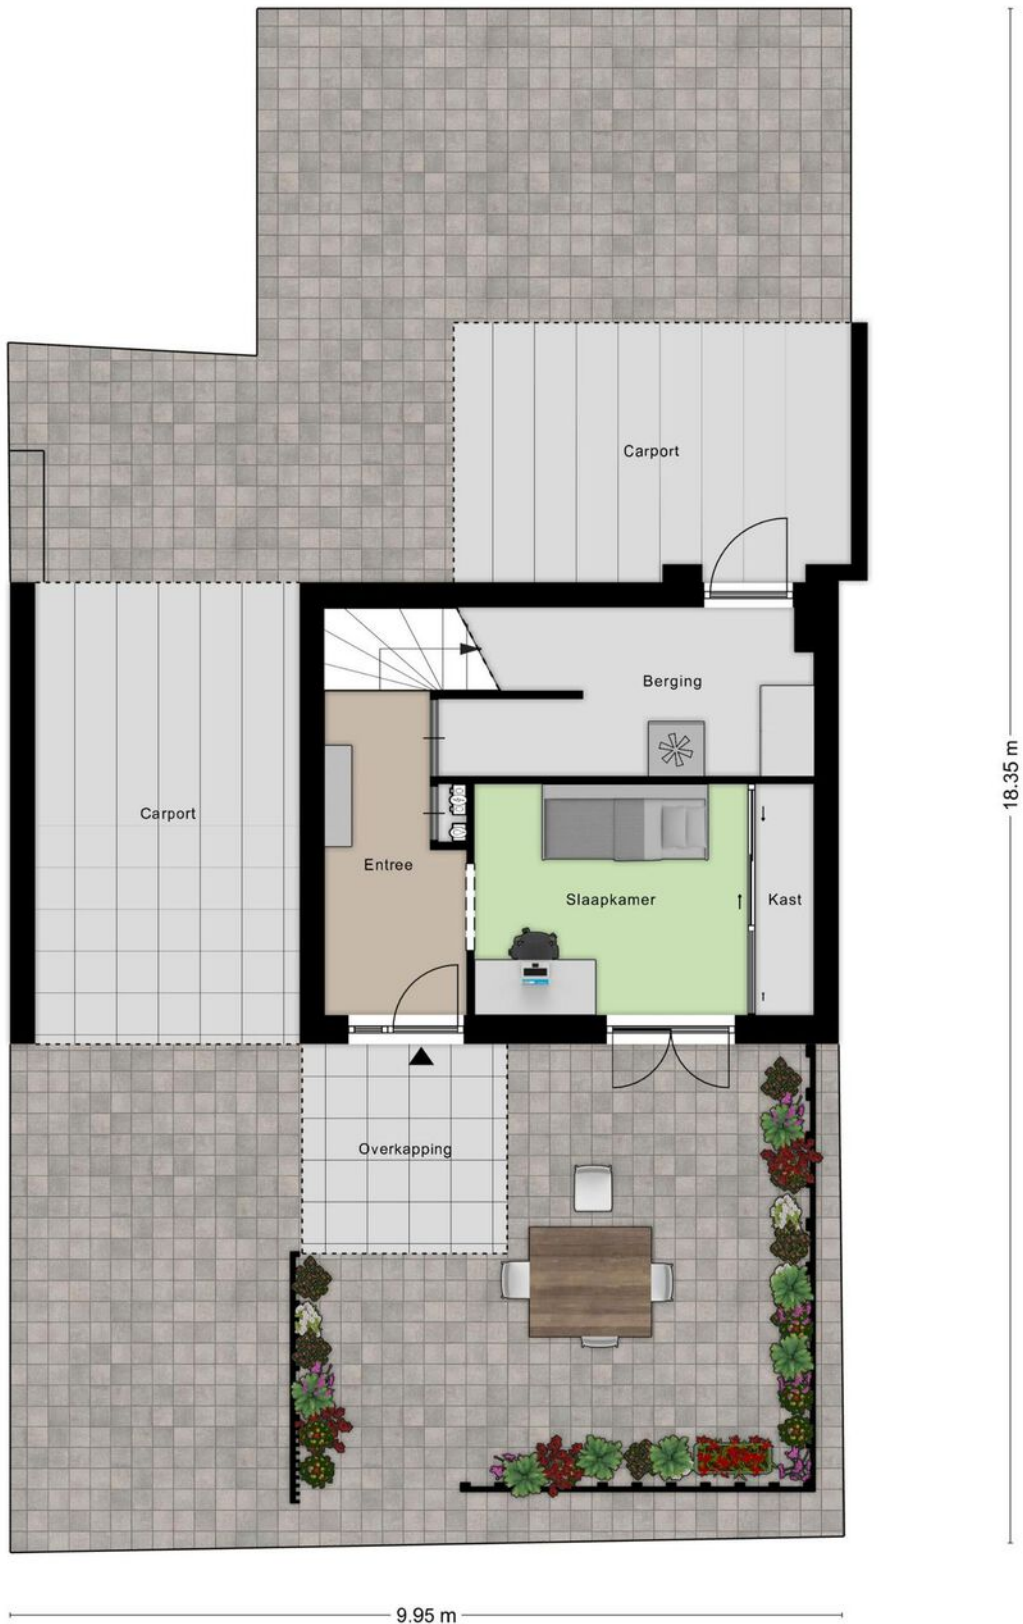 Carport
Berging
18.35 m
Carport
Entree
Slaapkamer
Kast
Overkapping
9.95 m